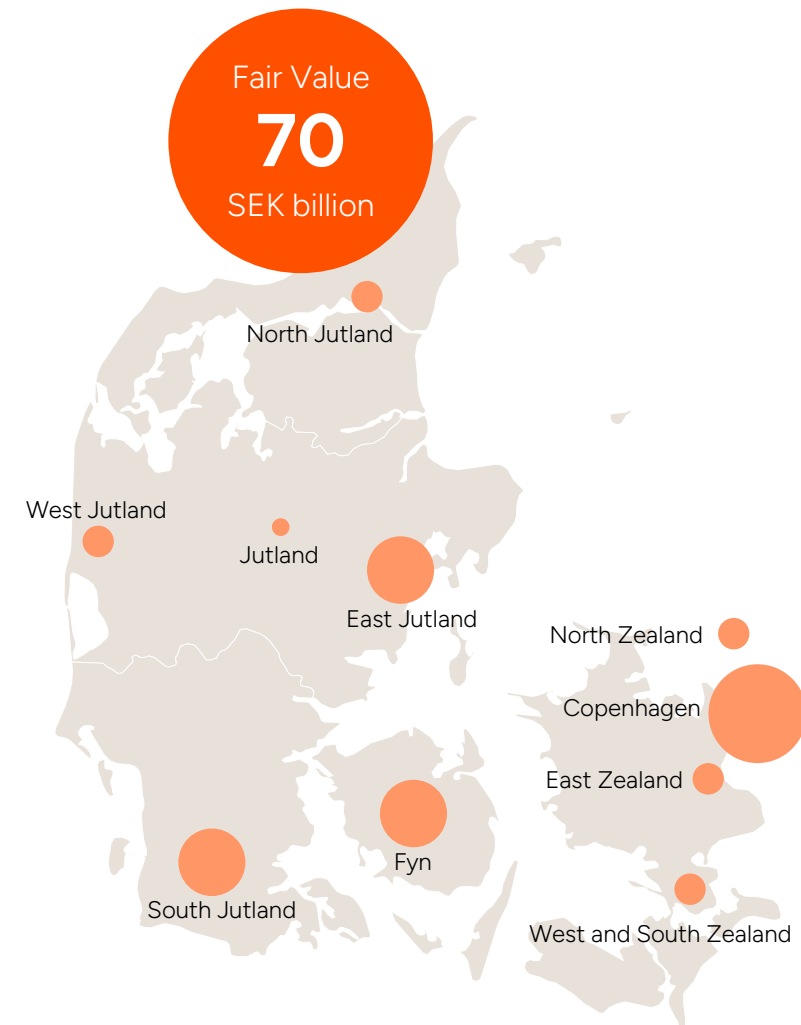 Fair Value
70
SEK billion
North Jutland
West Jutland
Jutland
East Jutland
North Zealand
Copenhagen
East Zealand
Fyn
South Jutland
West and South Zealand